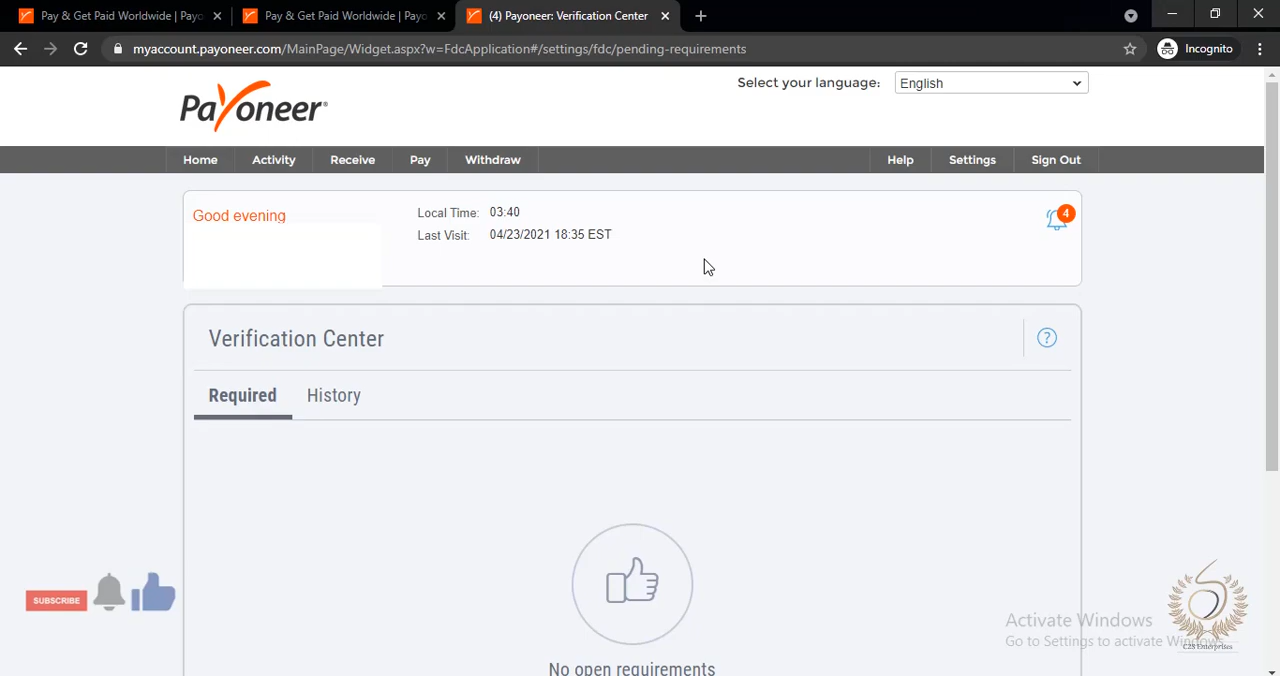 Pay & Get Paid Worldwide | Payo
Pay & Get Paid Worldwide | Payo
(4) Payoneer: Verification Center
myaccount.payoneer.com/MainPage/Widget.aspx?w=FdcApplication#/settings/fdc/pending-requirements
Incognito
Payoneer
Select your language:
English
Home
Activity
Receive
Pay
Withdraw
Help
Settings
Sign Out
Good evening
Local Time: 03:40
Last Visit: 04/23/2021 18:35 EST
4
Verification Center
?
Required
History
No open requirements
SUBSCRIBE
Activate Windows
Go to Settings to activate Windows.
C2S Enterprises